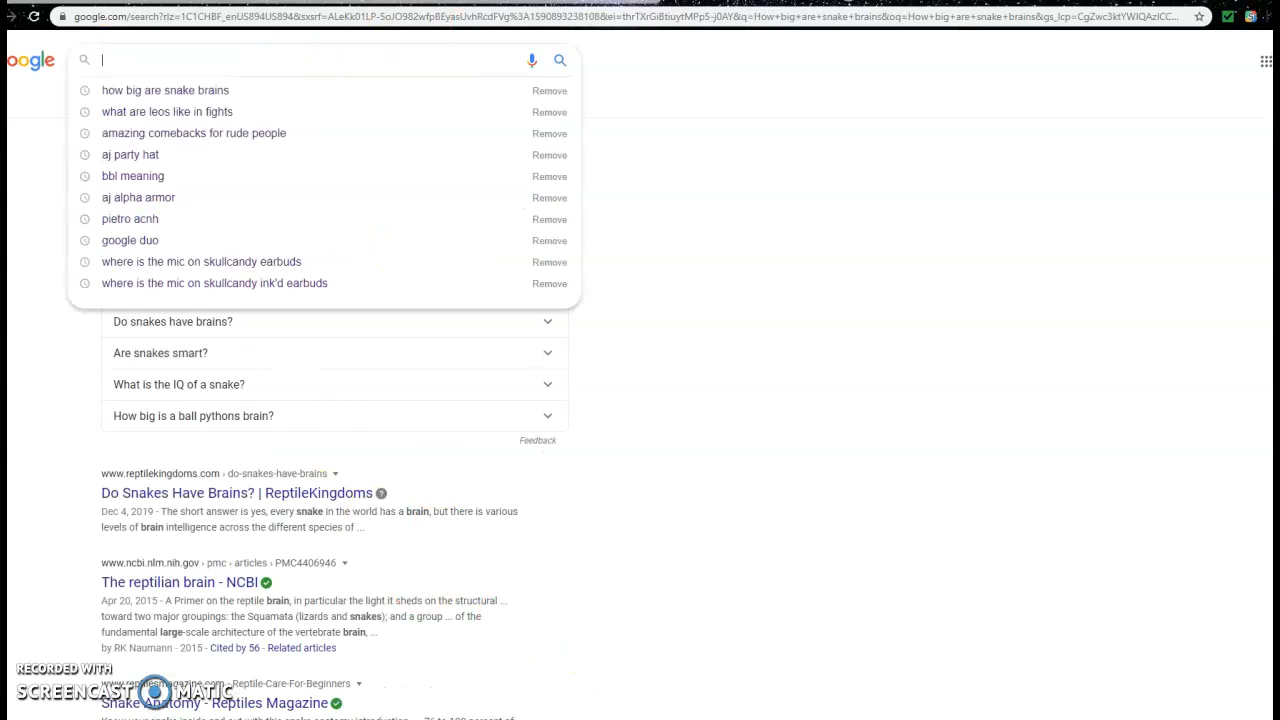 google.com/search?rlz=1C1CHBF_enUS894US894&sxsrf=ALeKk01LP-5oJO982wfpBEyasUvhRcdFVg%3A1590893238108&ei=thrTXrGiBtiuytMPp5-j0AY&q=How+big+are+snake+brains&oq=How+big+are+snake+brains&gs_lcp=CgZwc3ktYWIQAzICC...
oogle
how big are snake brains Remove
what are leos like in fights Remove
amazing comebacks for rude people Remove
aj party hat Remove
bbl meaning Remove
aj alpha armor Remove
pietro acnh Remove
google duo Remove
where is the mic on skullcandy earbuds Remove
where is the mic on skullcandy ink'd earbuds Remove
Do snakes have brains?
Are snakes smart?
What is the IQ of a snake?
How big is a ball pythons brain?
Feedback
www.reptilekingdoms.com › do-snakes-have-brains
Do Snakes Have Brains? | ReptileKingdoms
Dec 4, 2019 - The short answer is yes, every snake in the world has a brain, but there is various
levels of brain intelligence across the different species of ...
www.ncbi.nlm.nih.gov › pmc › articles › PMC4406946
The reptilian brain - NCBI
Apr 20, 2015 - A Primer on the reptile brain, in particular the light it sheds on the structural ...
toward two major groupings: the Squamata (lizards and snakes); and a group ... of the
fundamental large-scale architecture of the vertebrate brain, ...
by RK Naumann - 2015 - Cited by 56 - Related articles
RECORDED WITH
SCREENCAST MATIC
www.reptilesmagazine.com › Reptile-Care-For-Beginners
Snake Anatomy - Reptiles Magazine